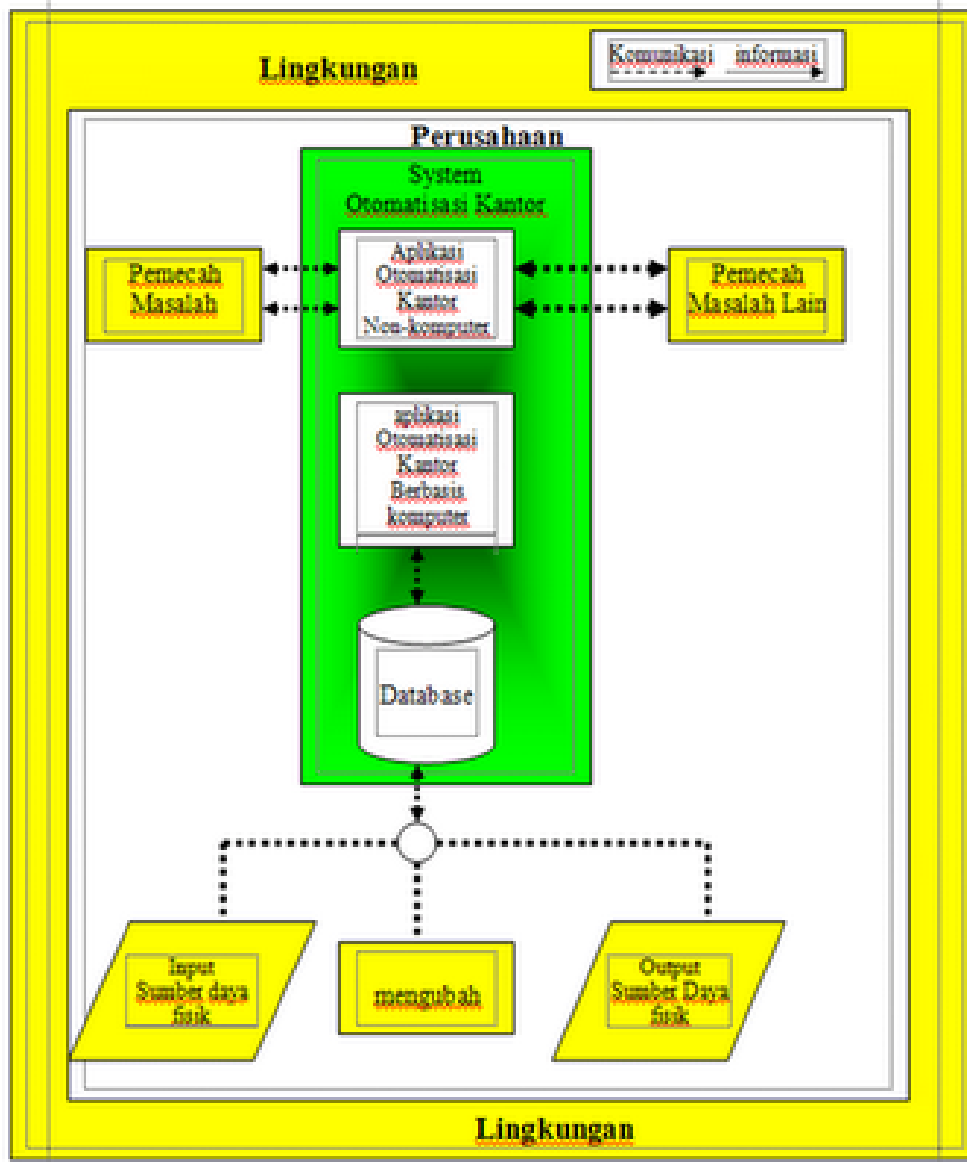 Lingkungan
Komunikasi informasi
Perusahaan
System
Otomatisasi Kantor
Aplikasi
Otomatisasi
Kantor
Non-komputer
Pemecah
Masalah
Pemecah
Masalah Lain
aplikasi
Otomatisasi
Kantor
Berbasis
komputer
Database
Input
Sumber daya
fisik
mengubah
Output
Sumber Daya
fisik
Lingkungan